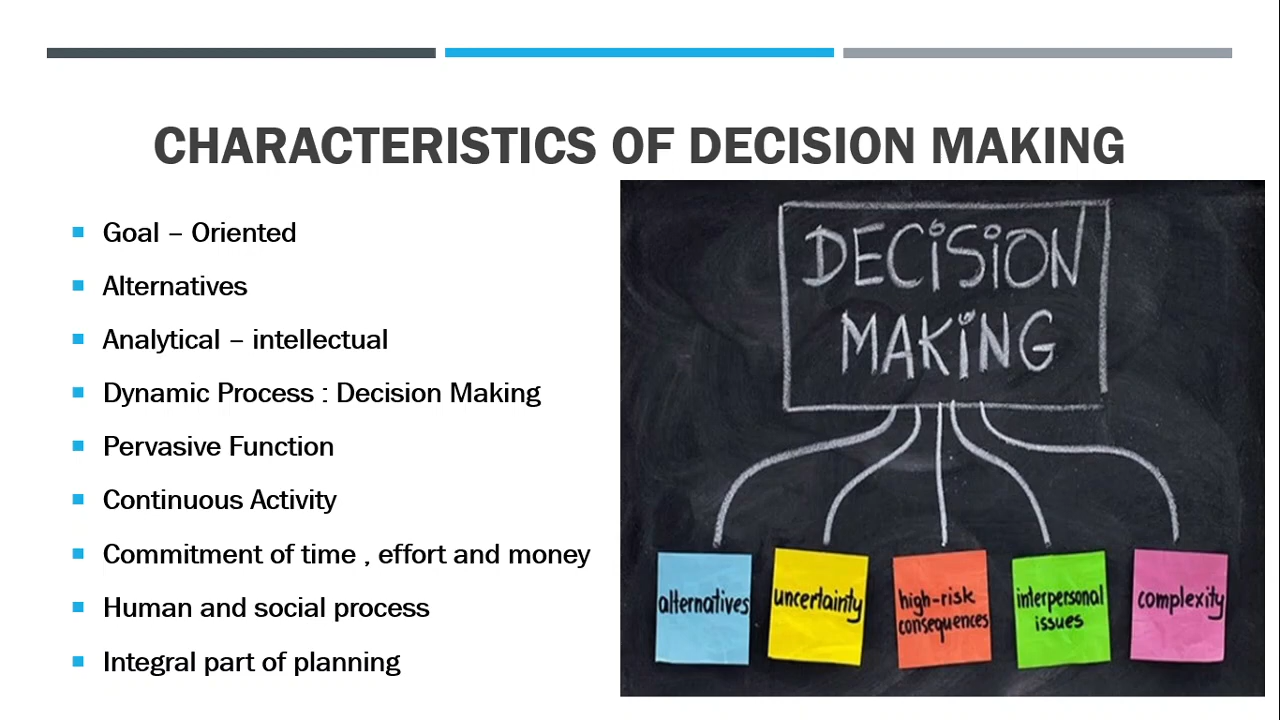 CHARACTERISTICS OF DECISION MAKING
Goal – Oriented
Alternatives
Analytical – intellectual
Dynamic Process : Decision Making
Pervasive Function
Continuous Activity
Commitment of time , effort and money
Human and social process
Integral part of planning
DECiSiON
MAKiNG
alternatives
uncertainty
high-risk
consequences
interpersonal
issues
complexity